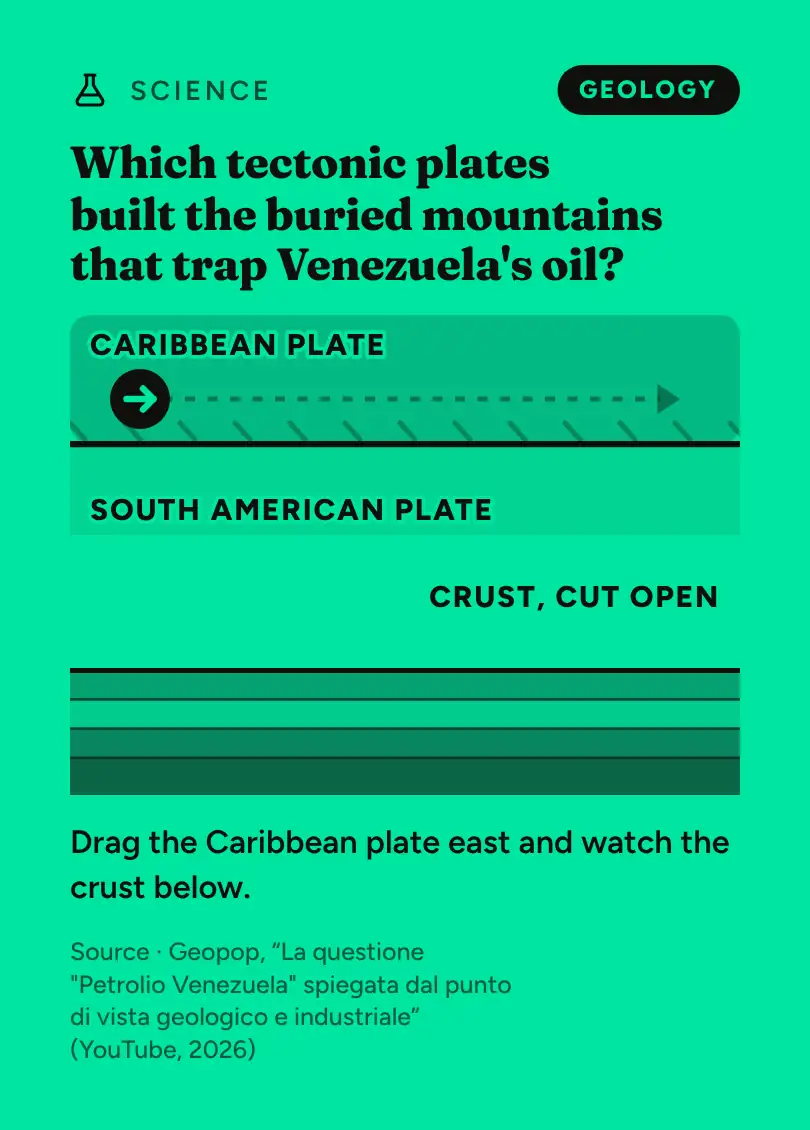 SCIENCE
GEOLOGY
Which tectonic plates
built the buried mountains
that trap Venezuela's oil?
CARIBBEAN PLATE
SOUTH AMERICAN PLATE
CRUST, CUT OPEN
Drag the Caribbean plate east and watch the
crust below.
Source · Geopop, “La questione
"Petrolio Venezuela" spiegata dal punto
di vista geologico e industriale”
(YouTube, 2026)